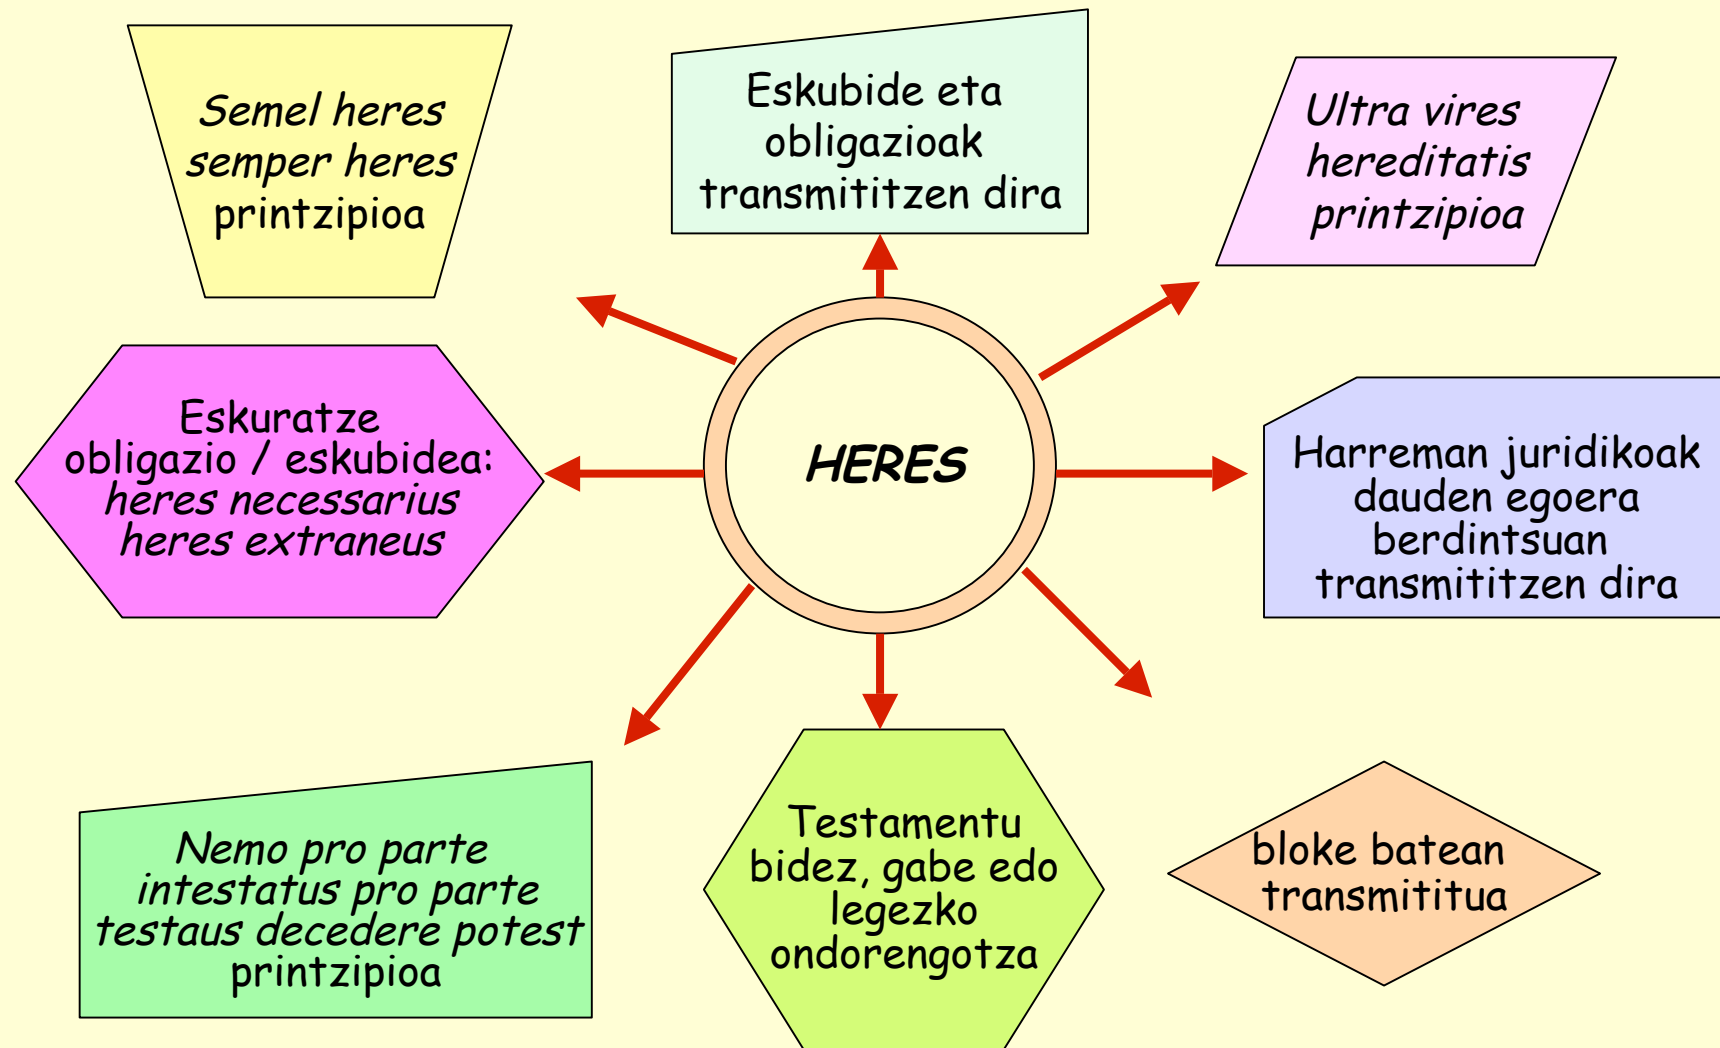 Semel heres
semper heres
printzipioa
Eskubide eta
obligazioak
transmititzen dira
Ultra vires
hereditatis
printzipioa
Eskuratze
obligazio / eskubidea:
heres necessarius
heres extraneus
HERES
Harreman juridikoak
dauden egoera
berdintsuan
transmititzen dira
Nemo pro parte
intestatus pro parte
testaus decedere potest
printzipioa
Testamentu
bidez, gabe edo
legezko
ondorengotza
bloke batean
transmititua